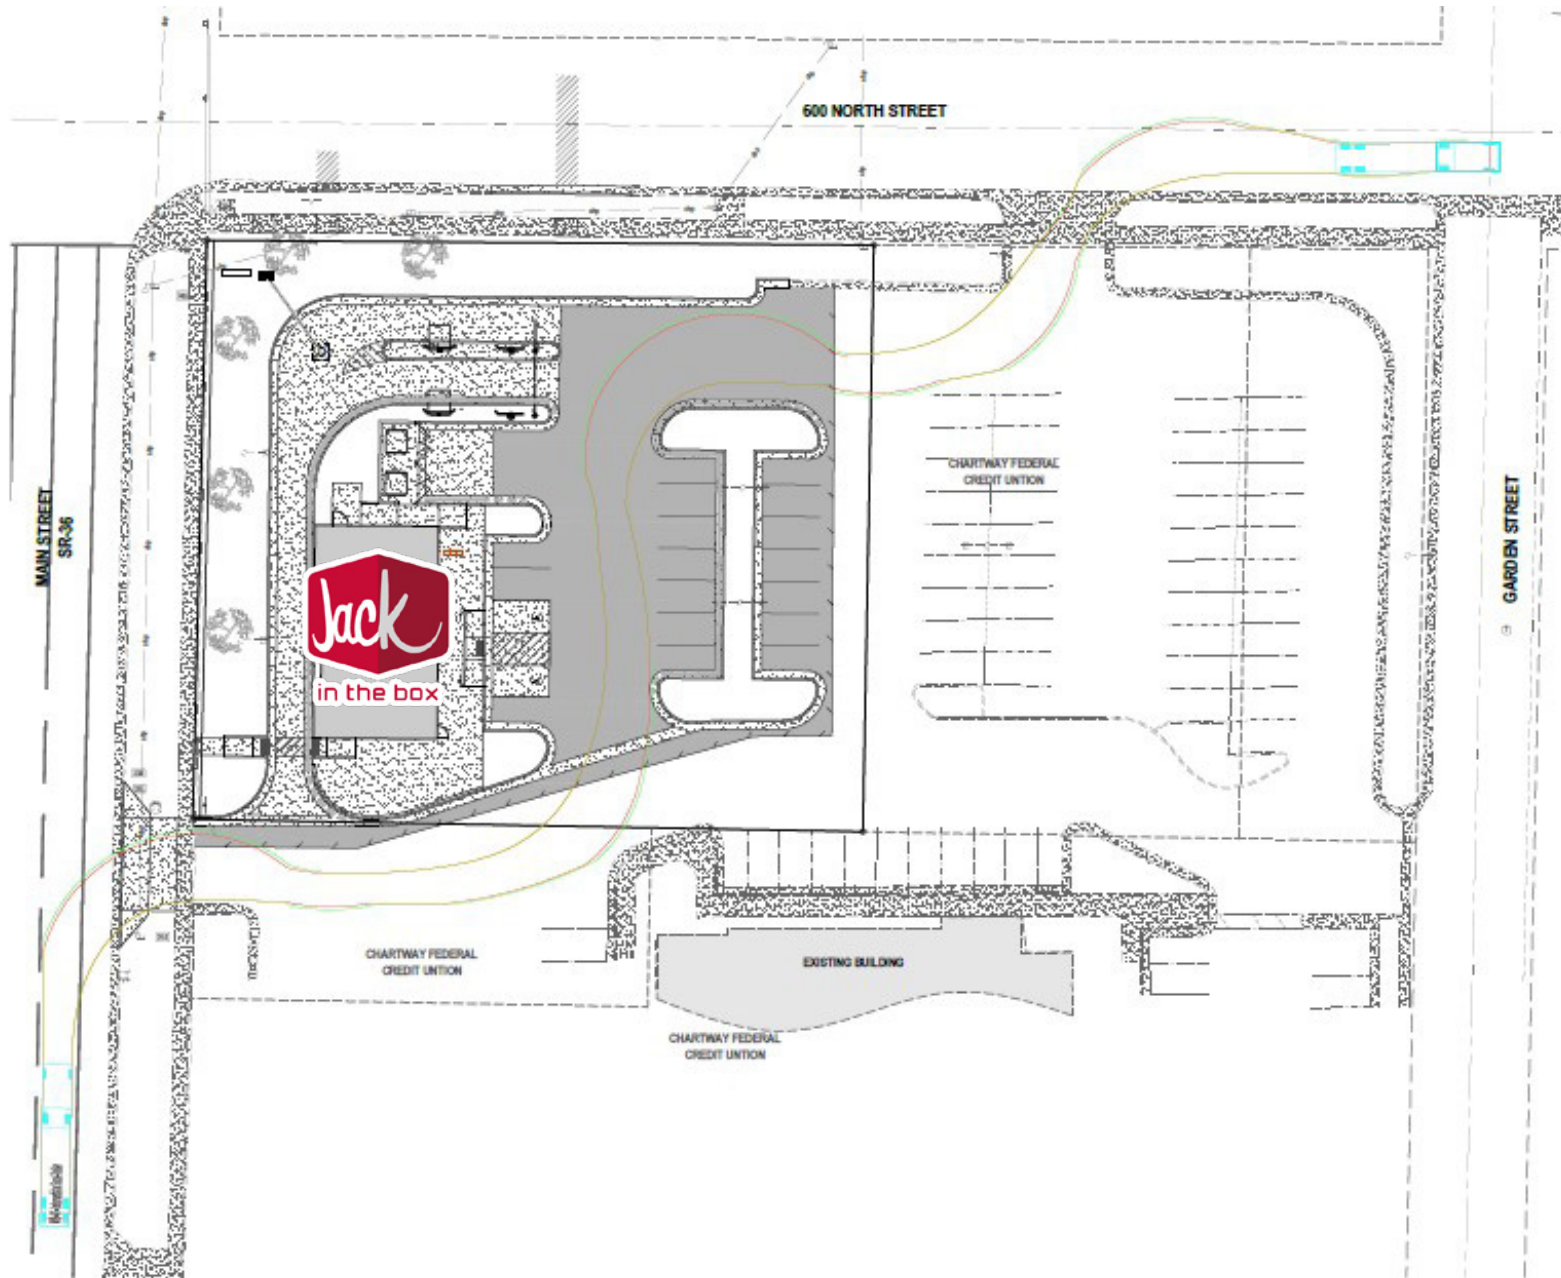 600 NORTH STREET
MAIN STREET
SR-36
CHARTWAY FEDERAL
CREDIT UNTION
GARDEN STREET
Jack
in the box
CHARTWAY FEDERAL
CREDIT UNTION
EXISTING BUILDING
CHARTWAY FEDERAL
CREDIT UNTION